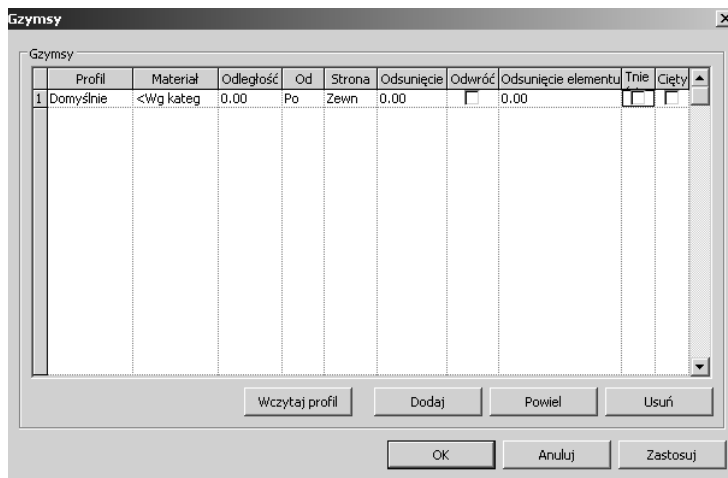 Gzymsy
Gzymsy
Profil Materiał Odległość Od Strona Odsunięcie Odwróć Odsunięcie elementu Tnie Cięty
1 Domyślnie <Wg kateg 0.00 Po Zewn 0.00 0.00
Wczytaj profil Dodaj Powiel Usuń
OK Anuluj Zastosuj